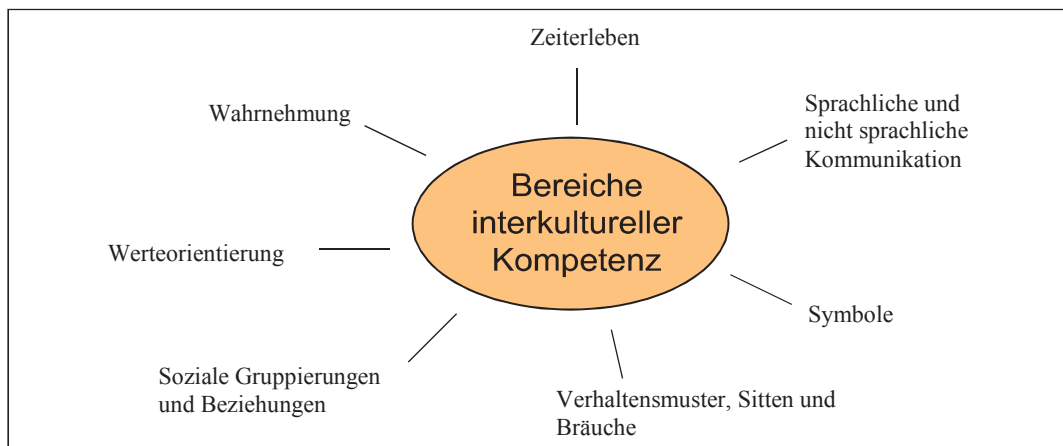 Zeiterleben
Wahrnehmung
Sprachliche und
nicht sprachliche
Kommunikation
Bereiche
interkultureller
Kompetenz
Werteorientierung
Symbole
Soziale Gruppierungen
und Beziehungen
Verhaltensmuster, Sitten und
Bräuche